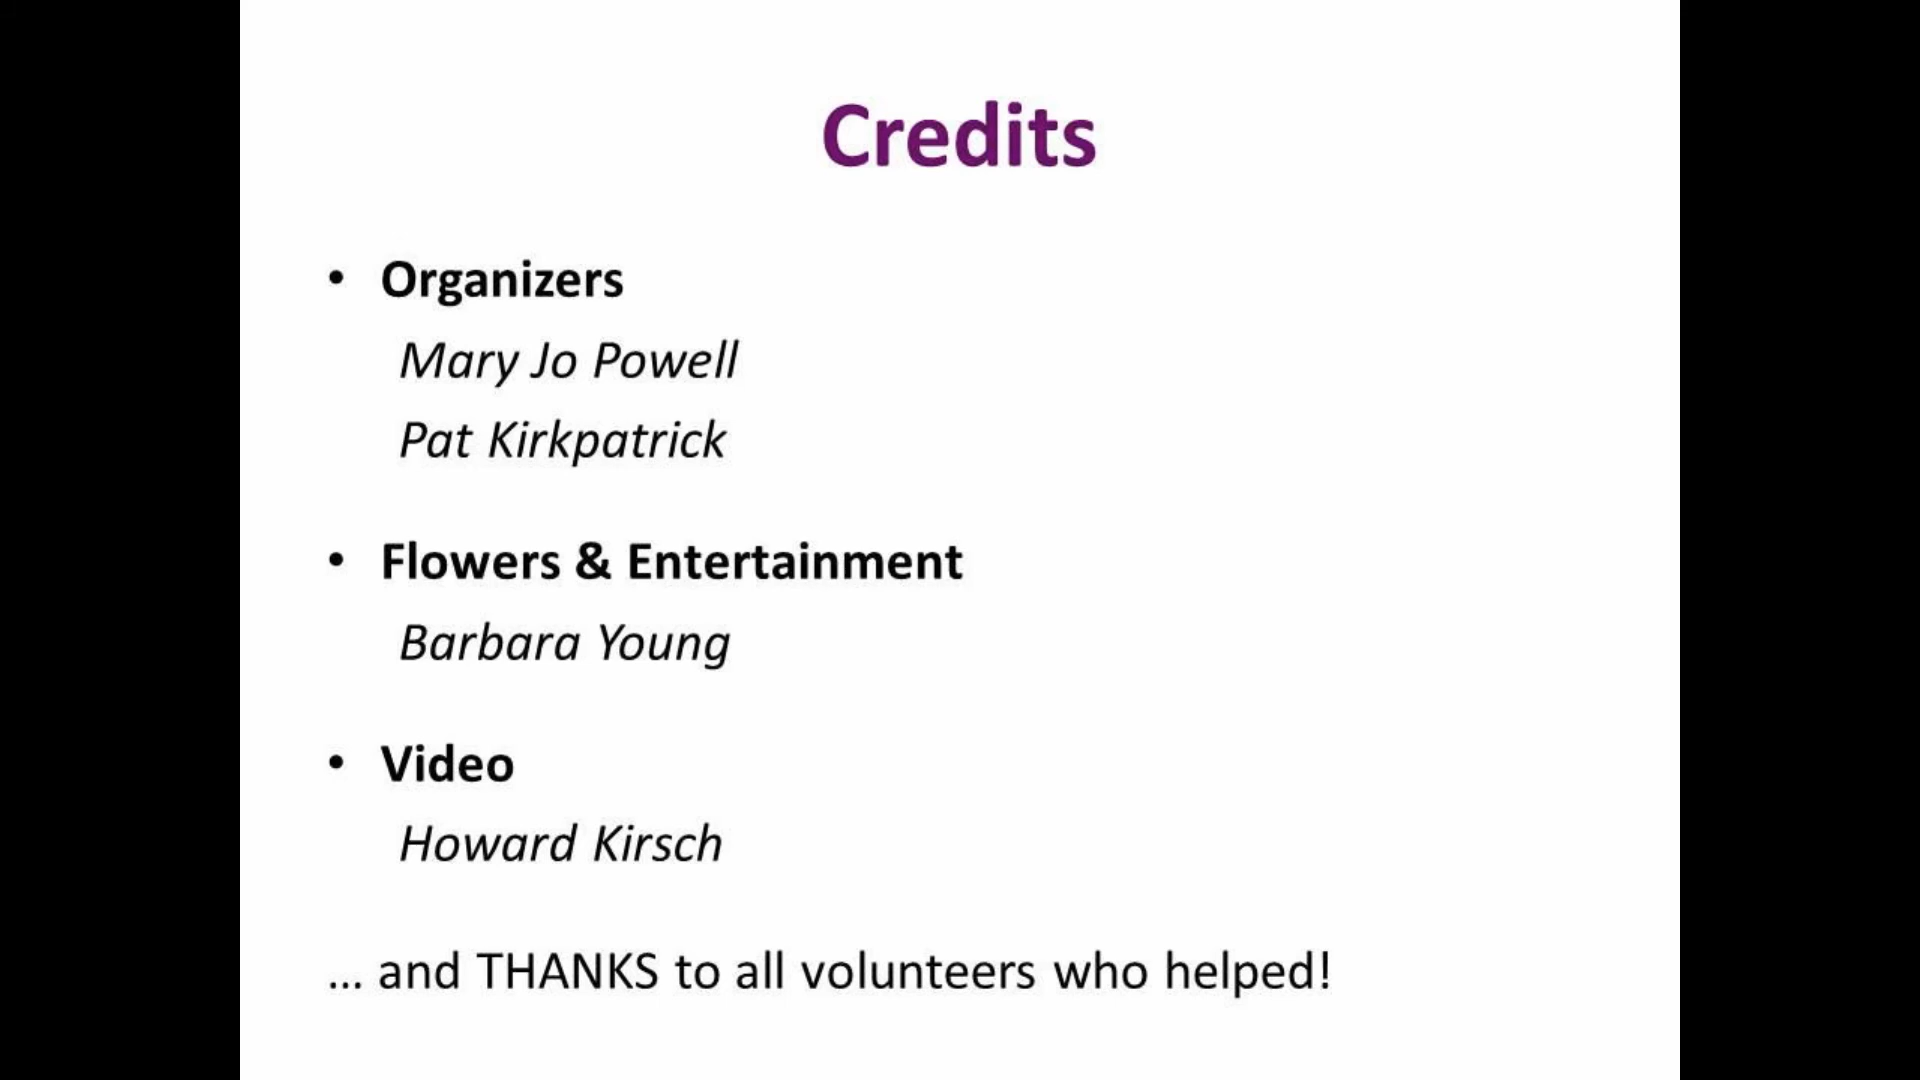 Credits
• Organizers
Mary Jo Powell
Pat Kirkpatrick
• Flowers & Entertainment
Barbara Young
• Video
Howard Kirsch
... and THANKS to all volunteers who helped!